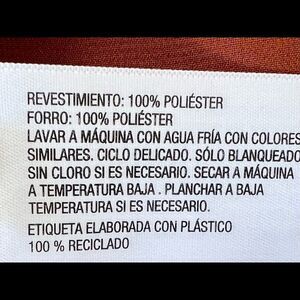 REVESTIMIENTO: 100% POLIÉSTER
FORRO: 100% POLIÉSTER
LAVAR A MÁQUINA CON AGUA FRÍA CON COLORES
SIMILARES. CICLO DELICADO. SÓLO BLANQUEADO
SIN CLORO SI ES NECESARIO. SECAR A MÁQUINA
A TEMPERATURA BAJA . PLANCHAR A BAJA
TEMPERATURA SI ES NECESARIO.
ETIQUETA ELABORADA CON PLÁSTICO
100 % RECICLADO